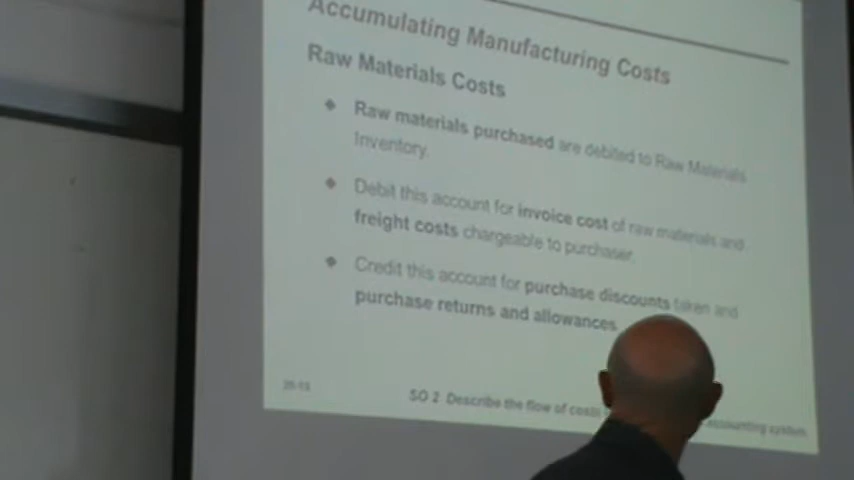 Accumulating Manufacturing Costs
Raw Materials Costs
Raw materials purchased are debited to Raw Materials
Inventory.
Debit this account for invoice cost of raw materials and
freight costs chargeable to purchaser.
Credit this account for purchase discounts taken and
purchase returns and allowances.
SO 2 Describe the flow of costs accounting system.